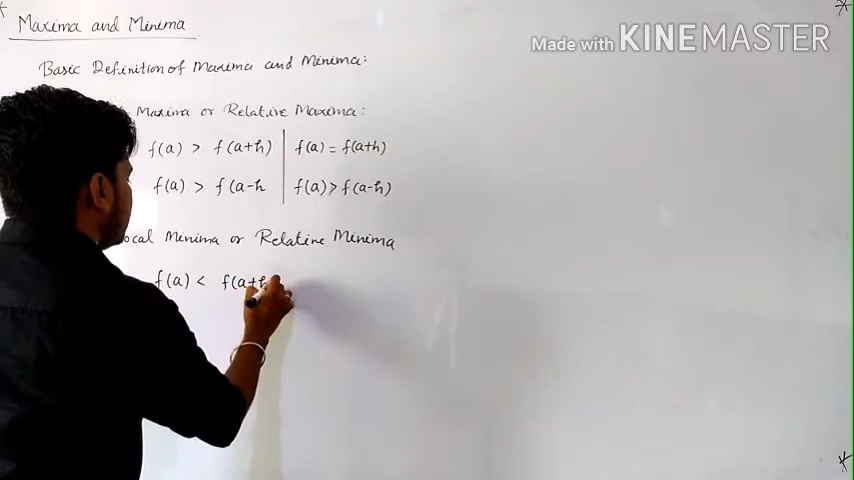 Maxima and Minima
Made with KINEMASTER
Basic Definition of Maxima and Minima:
Maxima or Relative Maxima:
f(a) > f(a+h) f(a) = f(a+h)
f(a) > f(a-h f(a) > f(a-h)
ocal Minima or Relative Minima
f(a) < f(a+h